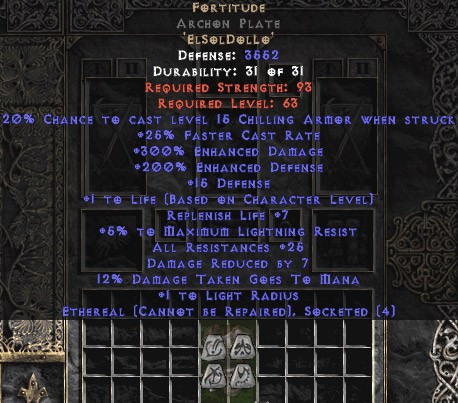 Fortitude
Archon Plate
'ElSolDolLo'
Defense: 3552
Durability: 31 of 31
Required Strength: 93
Required Level: 63
20% Chance to cast level 15 Chilling Armor when struck
+25% Faster Cast Rate
+300% Enhanced Damage
+200% Enhanced Defense
+15 Defense
+1 to Life (Based on Character Level)
Replenish Life +7
+5% to Maximum Lightning Resist
All Resistances +25
Damage Reduced by 7
12% Damage Taken Goes To Mana
+1 to Light Radius
Ethereal (Cannot be Repaired), Socketed (4)